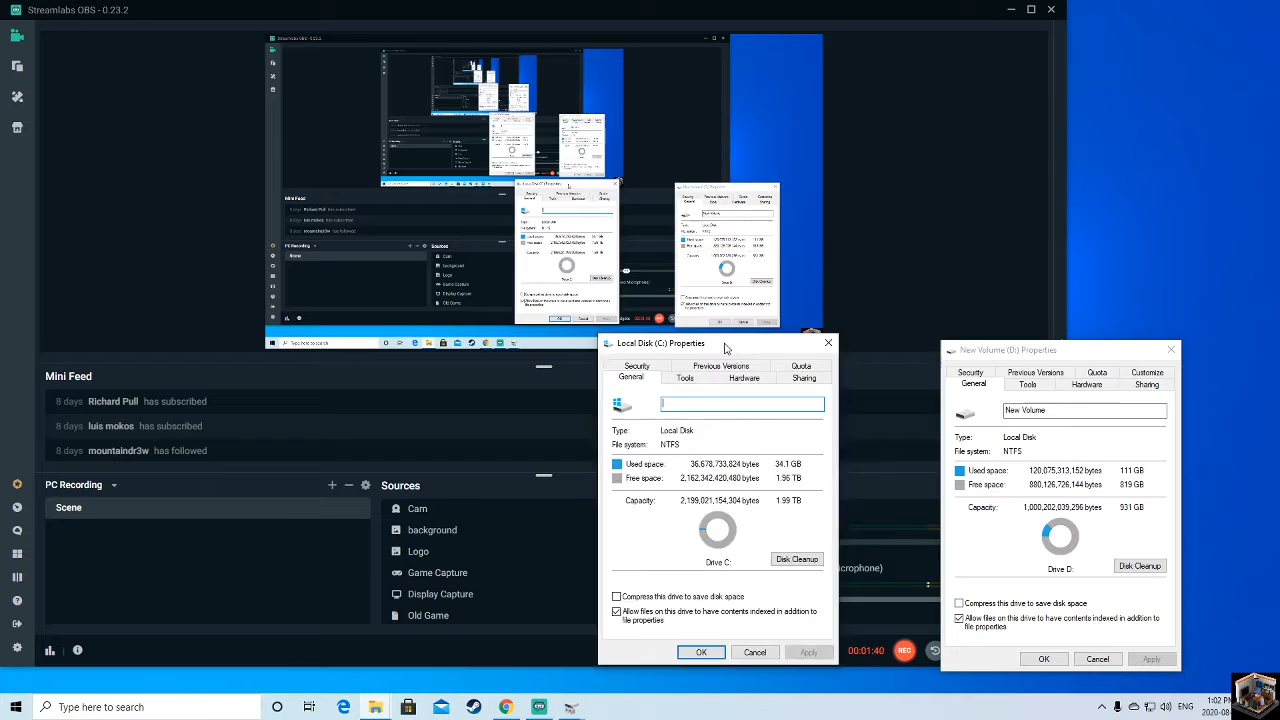 Streamlabs OBS - 0.23.2
Mini Feed
8 days Richard Pull has subscribed
8 days luis mokos has subscribed
8 days mountaindr3w has followed
PC Recording
Sources
Scene
Cam
background
Logo
Game Capture
Display Capture
Old Game
crophone)
00:01:40
REC
Local Disk (C:) Properties
Security
Previous Versions
Quota
General
Tools
Hardware
Sharing
Type: Local Disk
File system: NTFS
Used space: 36,678,733,824 bytes 34.1 GB
Free space: 2,162,342,420,480 bytes 1.96 TB
Capacity: 2,199,021,154,304 bytes 1.99 TB
Drive C:
Disk Cleanup
Compress this drive to save disk space
Allow files on this drive to have contents indexed in addition to
file properties
OK
Cancel
Apply
New Volume (D:) Properties
Security
Previous Versions
Quota
Customize
General
Tools
Hardware
Sharing
New Volume
Type: Local Disk
File system: NTFS
Used space: 120,075,313,152 bytes 111 GB
Free space: 880,126,726,144 bytes 819 GB
Capacity: 1,000,202,039,296 bytes 931 GB
Drive D:
Disk Cleanup
Compress this drive to save disk space
Allow files on this drive to have contents indexed in addition to
file properties
OK
Cancel
Apply
Type here to search
1:02
2020-08-